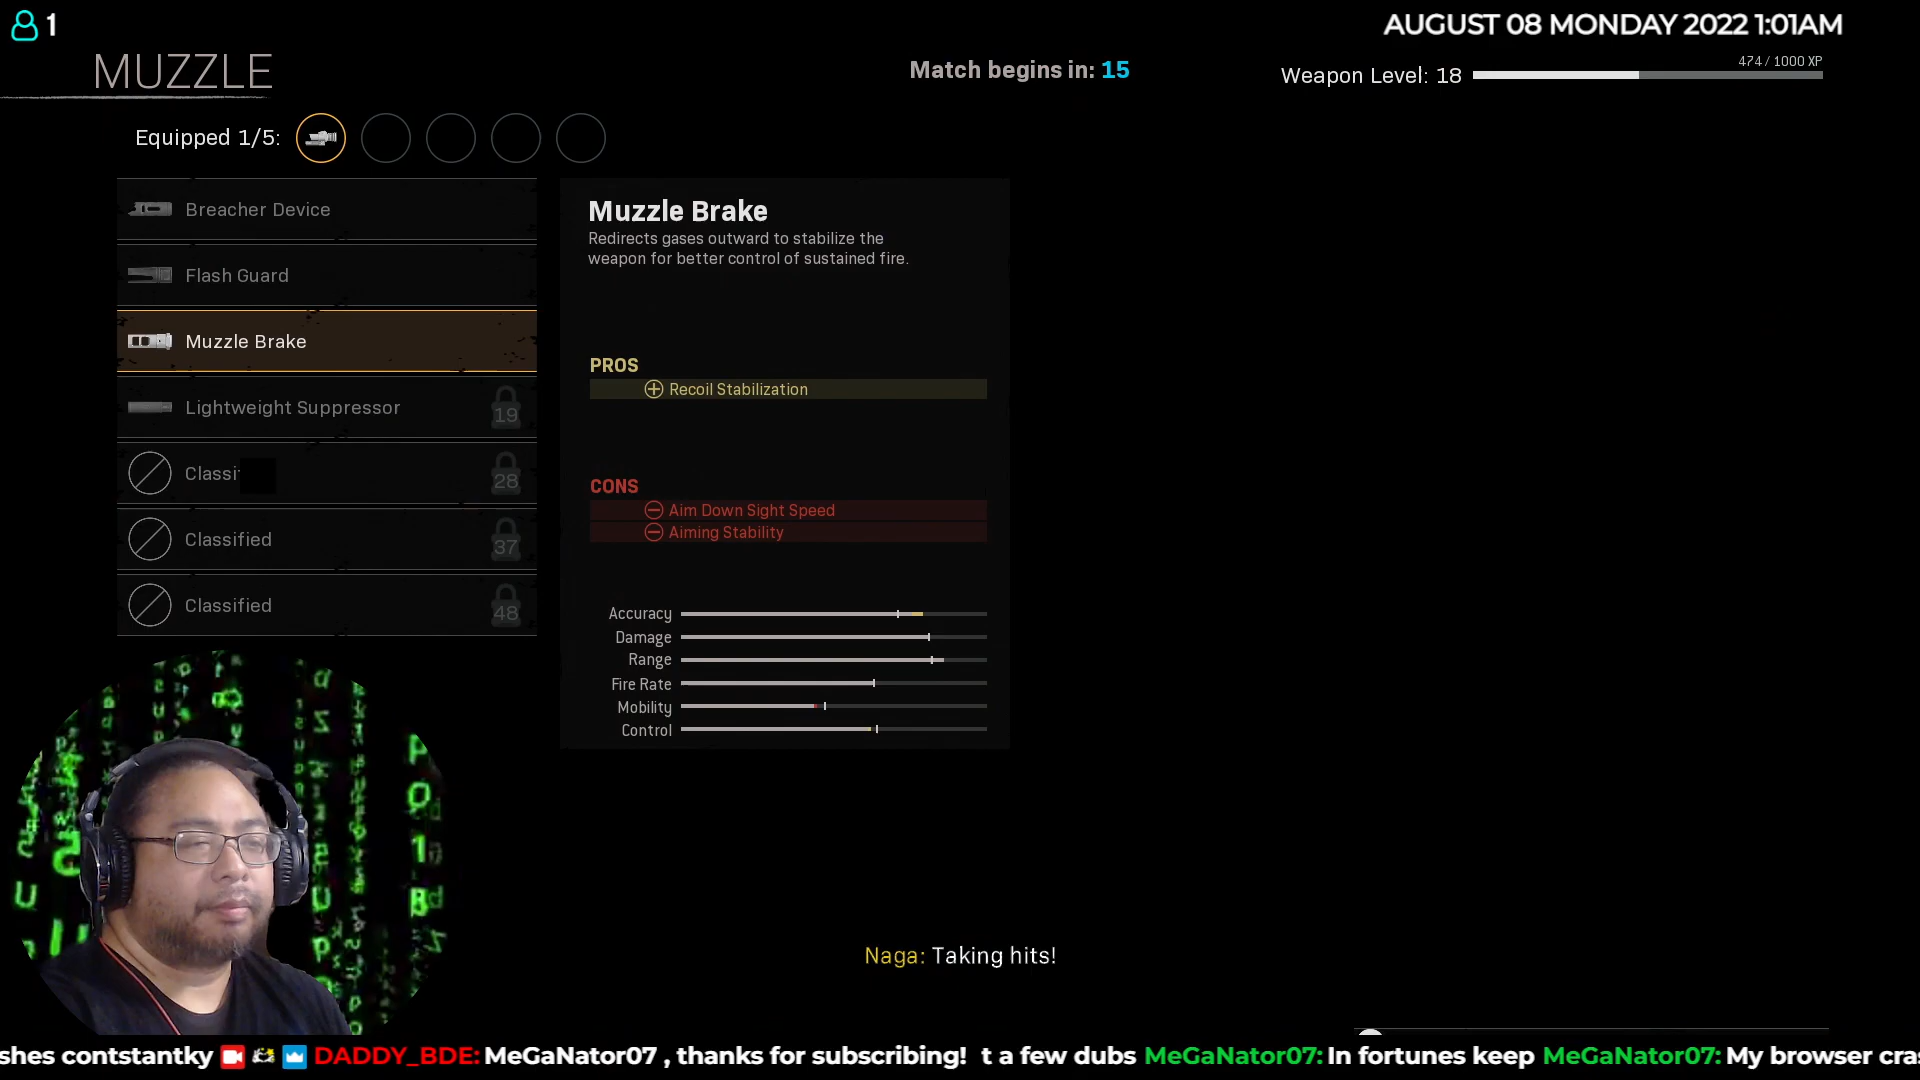 1
AUGUST 08 MONDAY 2022 1:01AM
MUZZLE
Match begins in: 15
Weapon Level: 18
474 / 1000 XP
Equipped 1/5:
Breacher Device
Flash Guard
Muzzle Brake
Lightweight Suppressor
19
28
Classified
37
Classified
48
Muzzle Brake
Redirects gases outward to stabilize the
weapon for better control of sustained fire.
PROS
Recoil Stabilization
CONS
Aim Down Sight Speed
Aiming Stability
Accuracy
Damage
Range
Fire Rate
Mobility
Control
Naga: Taking hits!
shes contstantky DADDY_BDE: MeGaNator07 , thanks for subscribing! t a few dubs MeGaNator07: In fortunes keep MeGaNator07: My browser cras